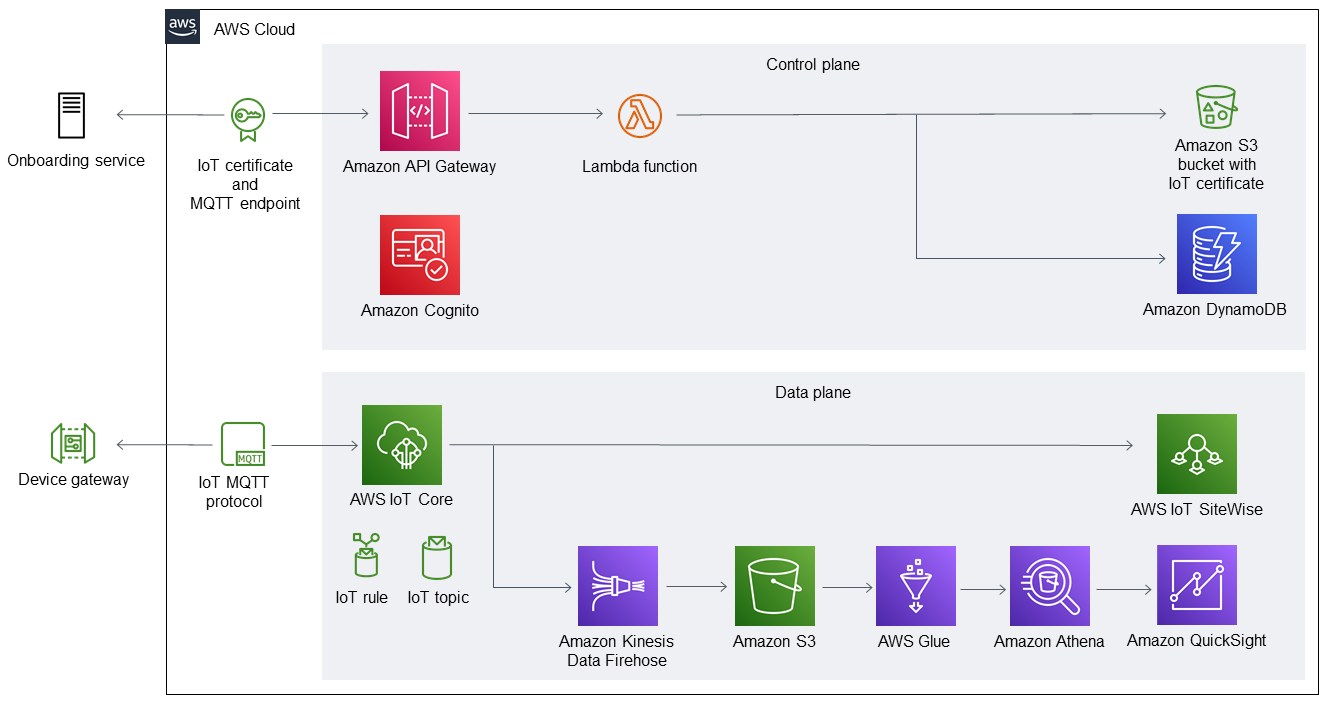 aws
AWS Cloud
Control plane
Onboarding service
IoT certificate
and
MQTT endpoint
Amazon API Gateway
Lambda function
Amazon S3
bucket with
IoT certificate
Amazon Cognito
Amazon DynamoDB
Data plane
Device gateway
MQTT
IoT MQTT
protocol
AWS IoT Core
AWS IoT SiteWise
IoT rule
IoT topic
Amazon Kinesis
Data Firehose
Amazon S3
AWS Glue
Amazon Athena
Amazon QuickSight